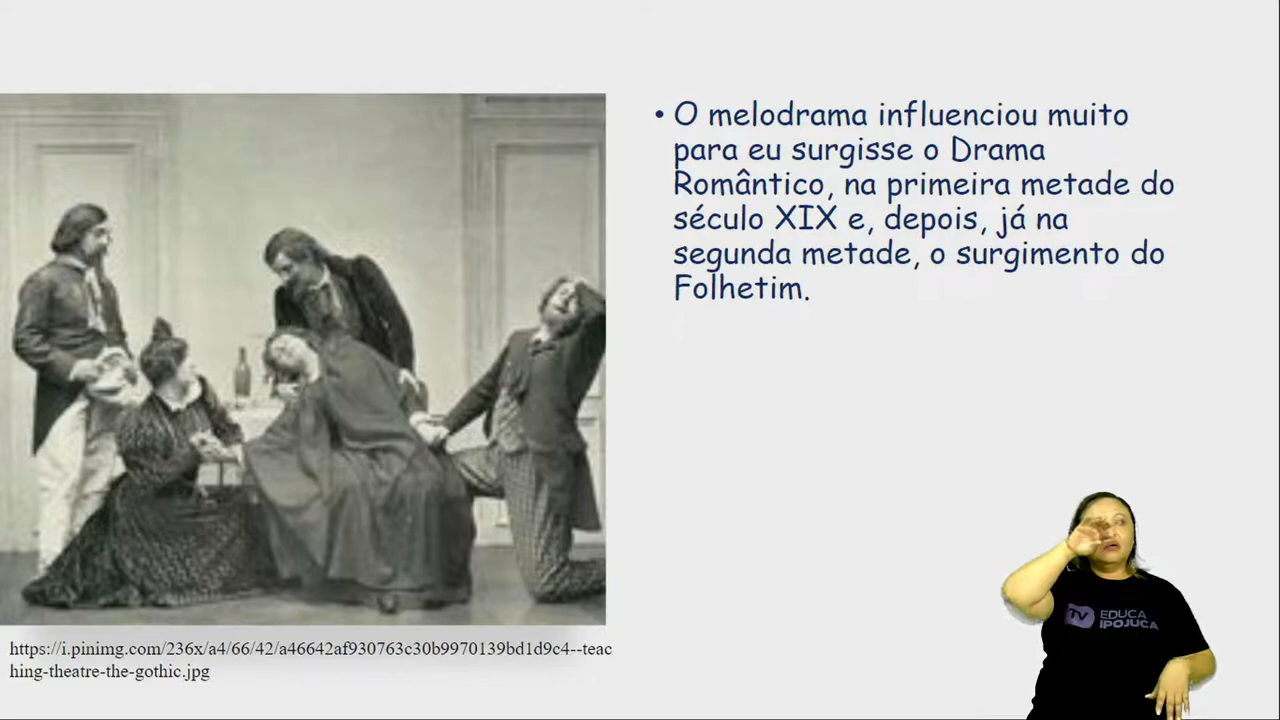 • O melodrama influenciou muito
para eu surgisse o Drama
Romântico, na primeira metade do
século XIX e, depois, já na
segunda metade, o surgimento do
Folhetim.
https://i.pinimg.com/236x/a4/66/42/a46642af930763c30b9970139bd1d9c4--teac
hing-theatre-the-gothic.jpg
TV EDUCA
IPOJUCA